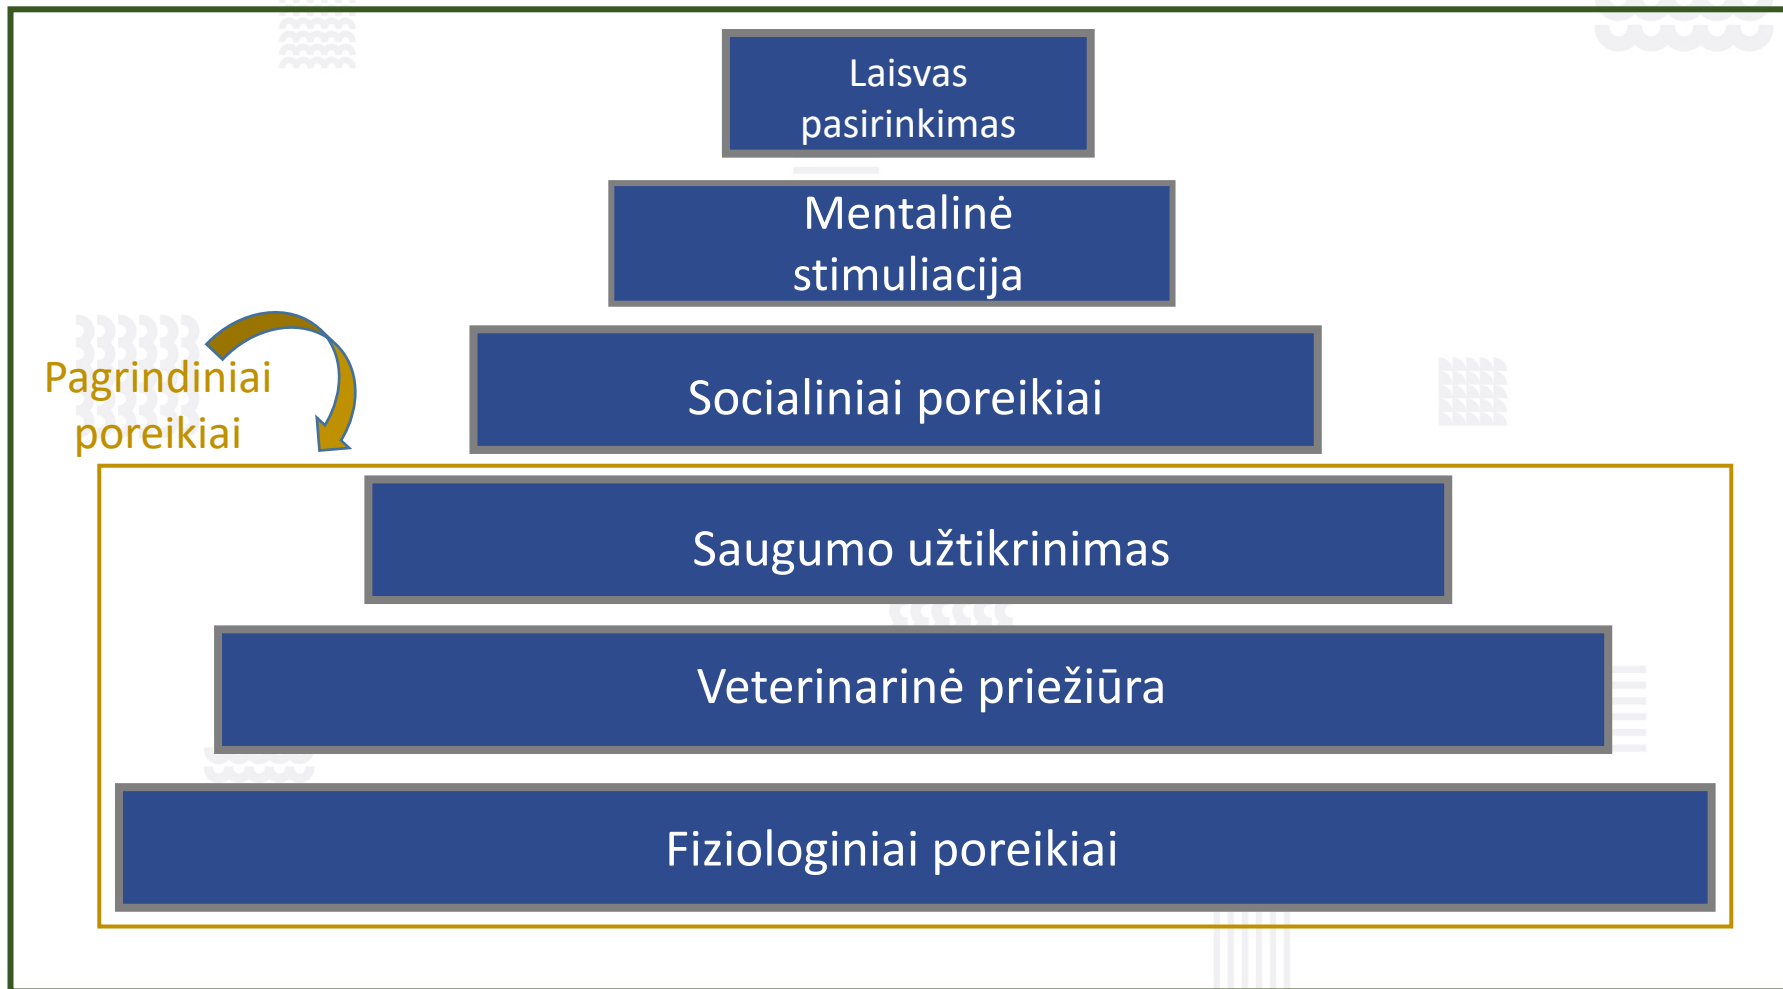 Laisvas
pasirinkimas
Mentalinė
stimuliacija
Pagrindiniai
poreikiai
Socialiniai poreikiai
Saugumo užtikrinimas
Veterinarinė priežiūra
Fiziologiniai poreikiai